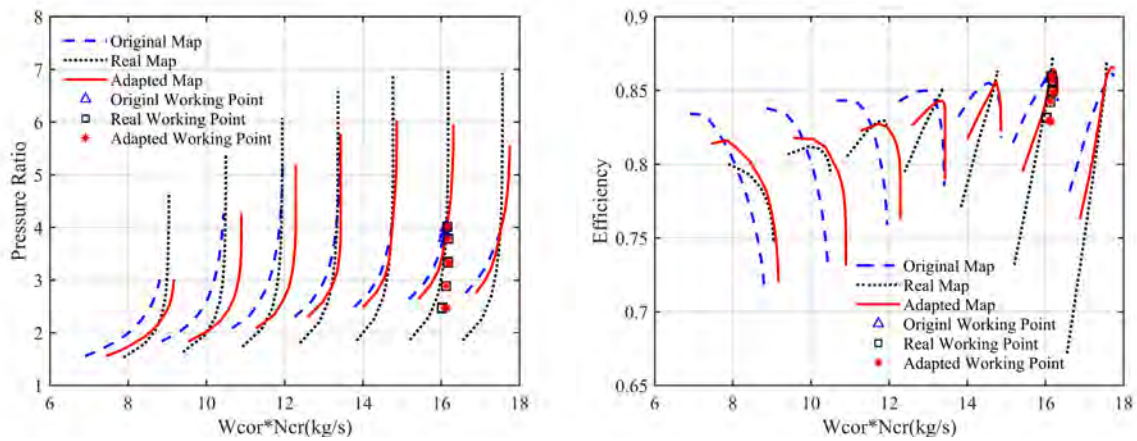 8
7
6
5
4
3
2
1
Pressure Ratio
Original Map
Real Map
Adapted Map
Originl Working Point
Real Working Point
Adapted Working Point
6 8 10 12 14 16 18
Wcor*Ncr(kg/s)
0.9
0.85
0.8
0.75
0.7
0.65
Efficiency
Original Map
Real Map
Adapted Map
Originl Working Point
Real Working Point
Adapted Working Point
6 8 10 12 14 16 18
Wcor*Ncr(kg/s)